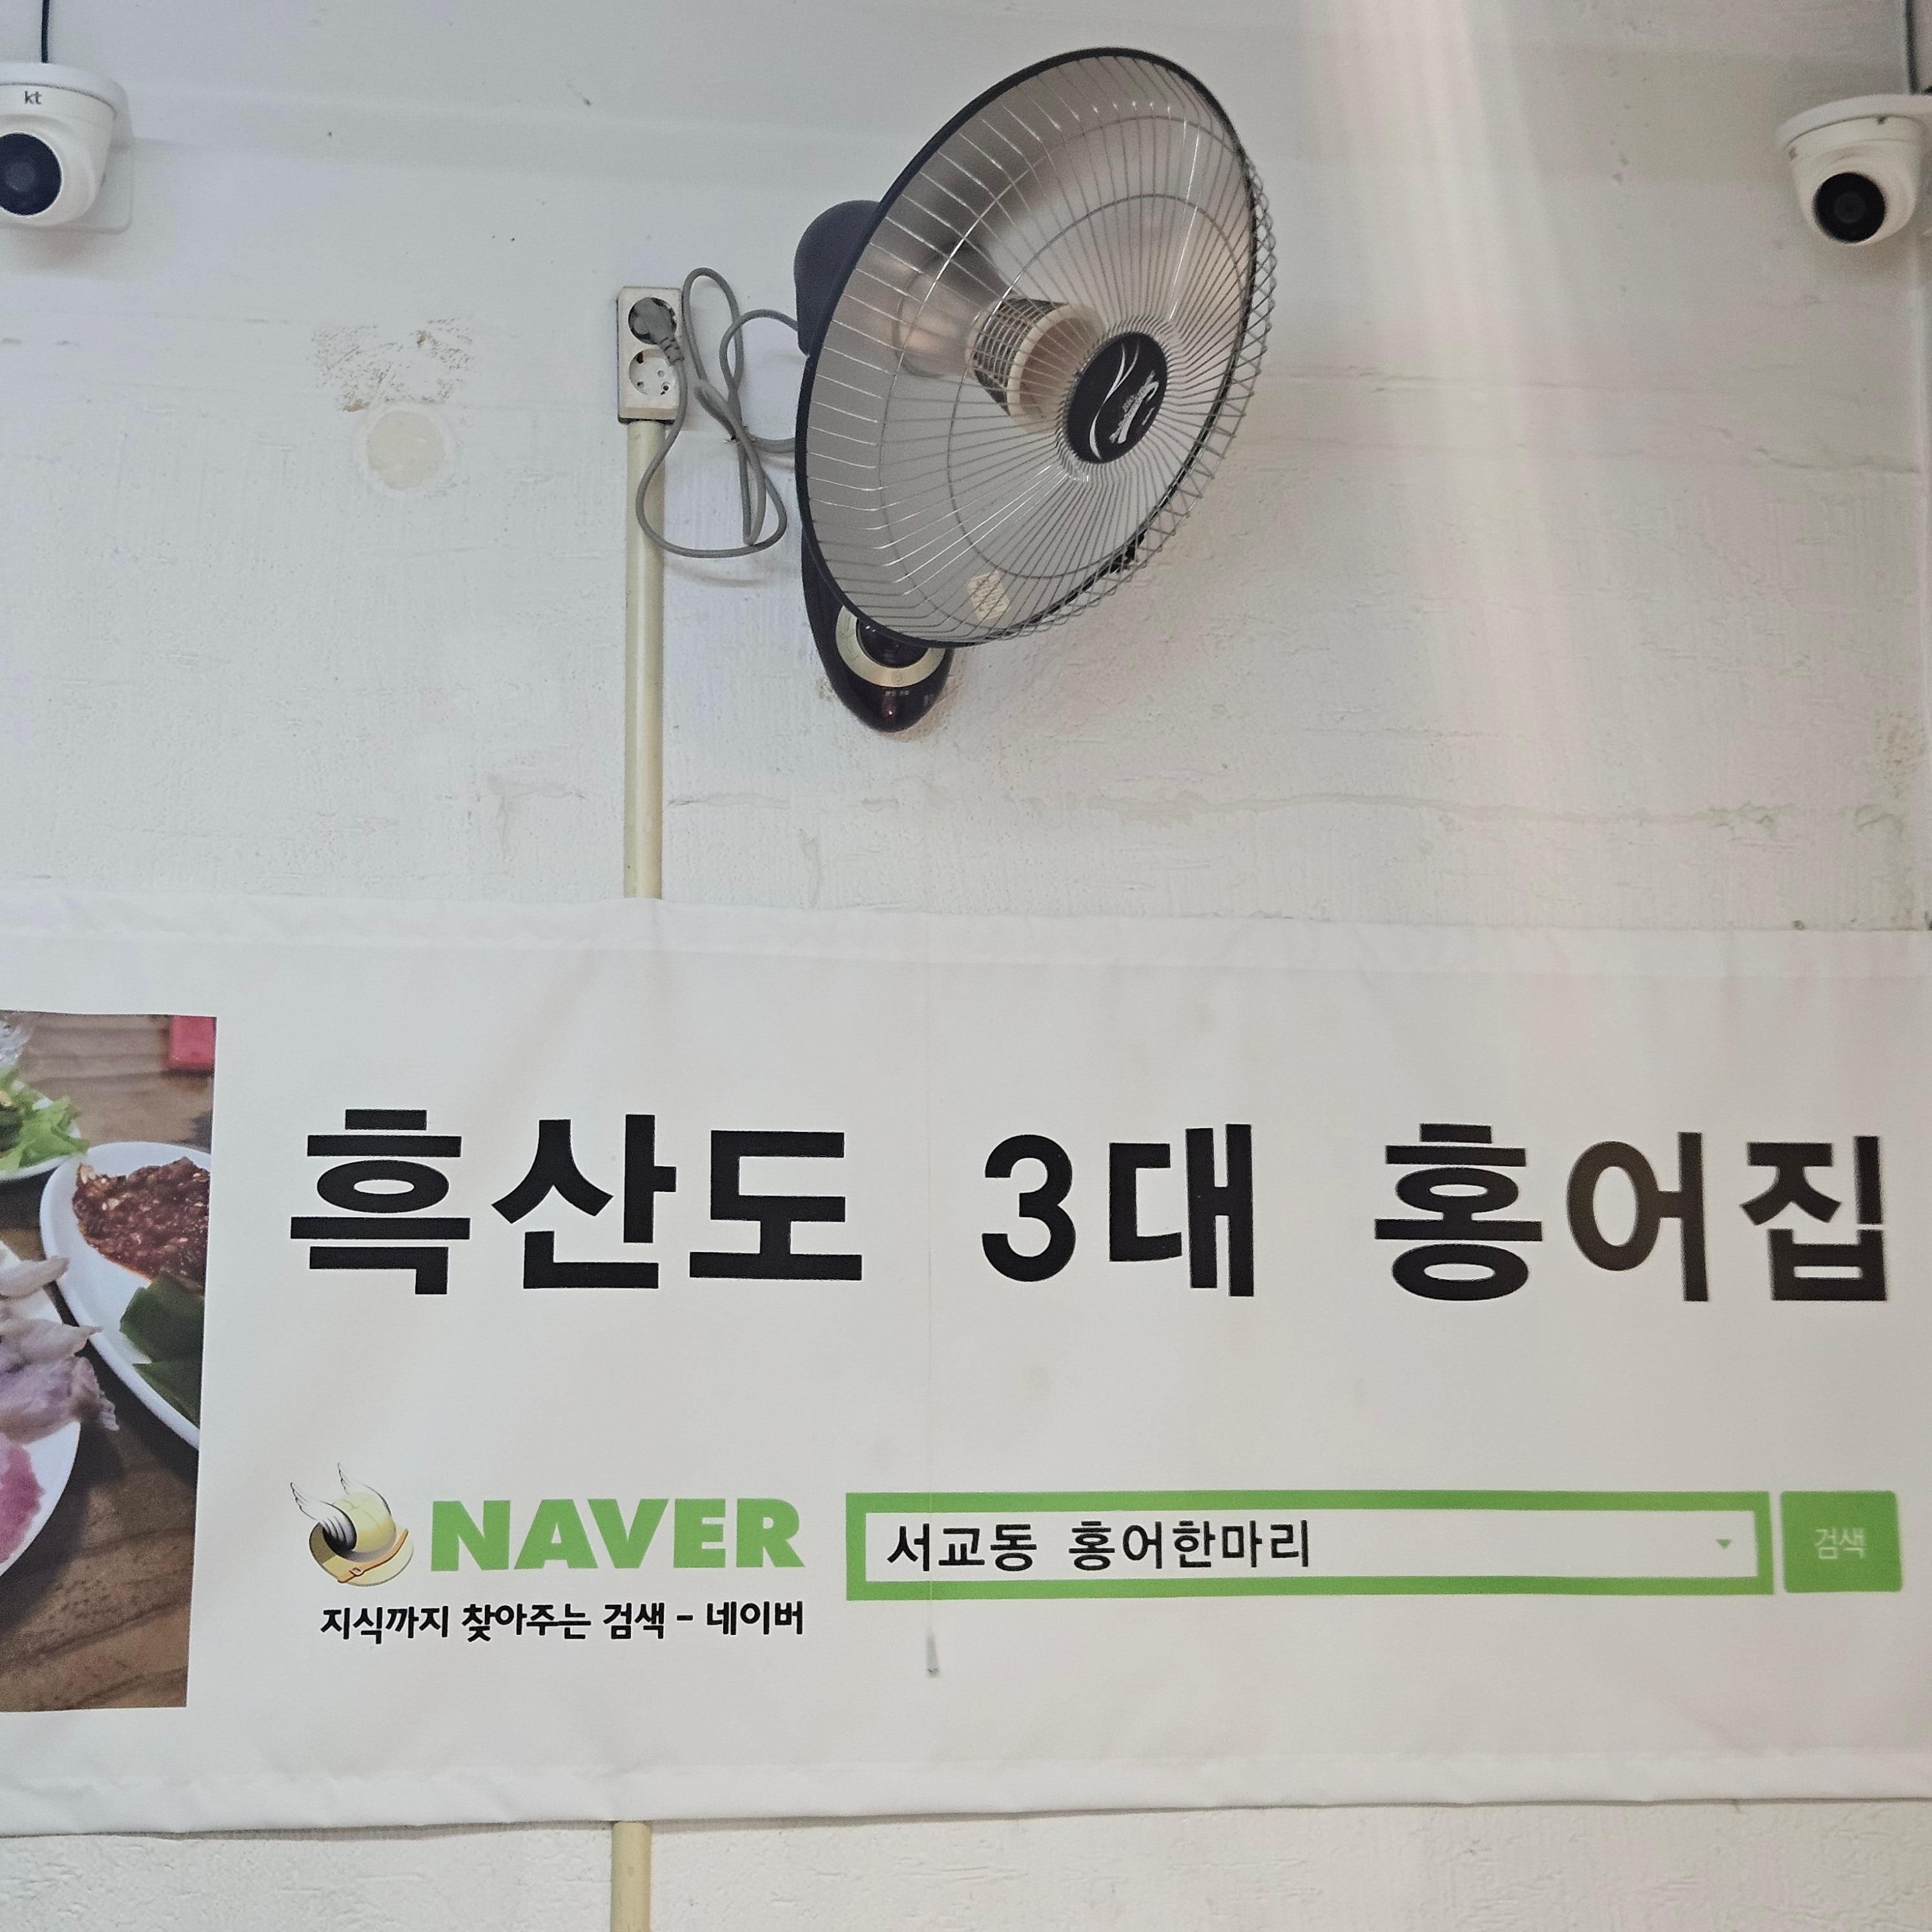 kt
흑산도 3대 홍어집
NAVER
서교동 홍어한마리
검색
지식까지 찾아주는 검색 - 네이버